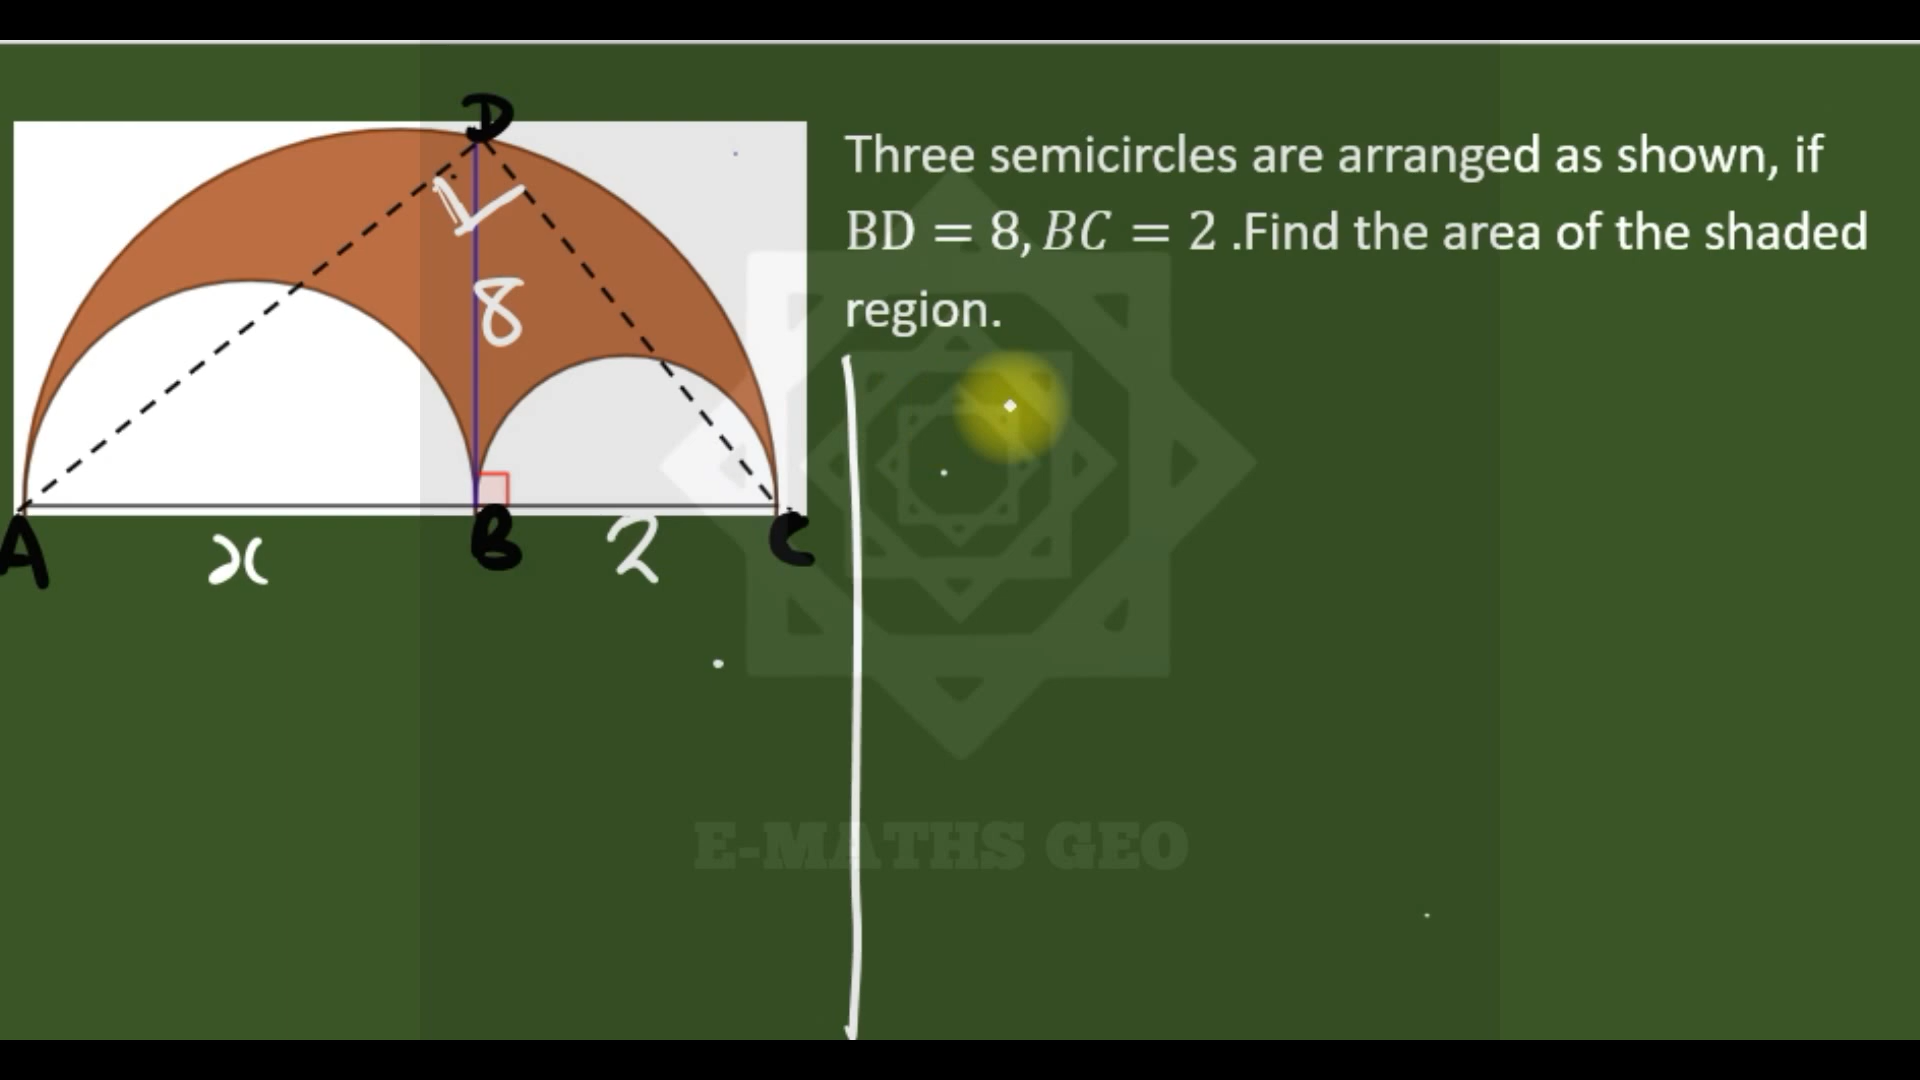 D
8
A
x
B
2
C
Three semicircles are arranged as shown, if
BD = 8, BC = 2 .Find the area of the shaded
region.
E-MATHS GEO